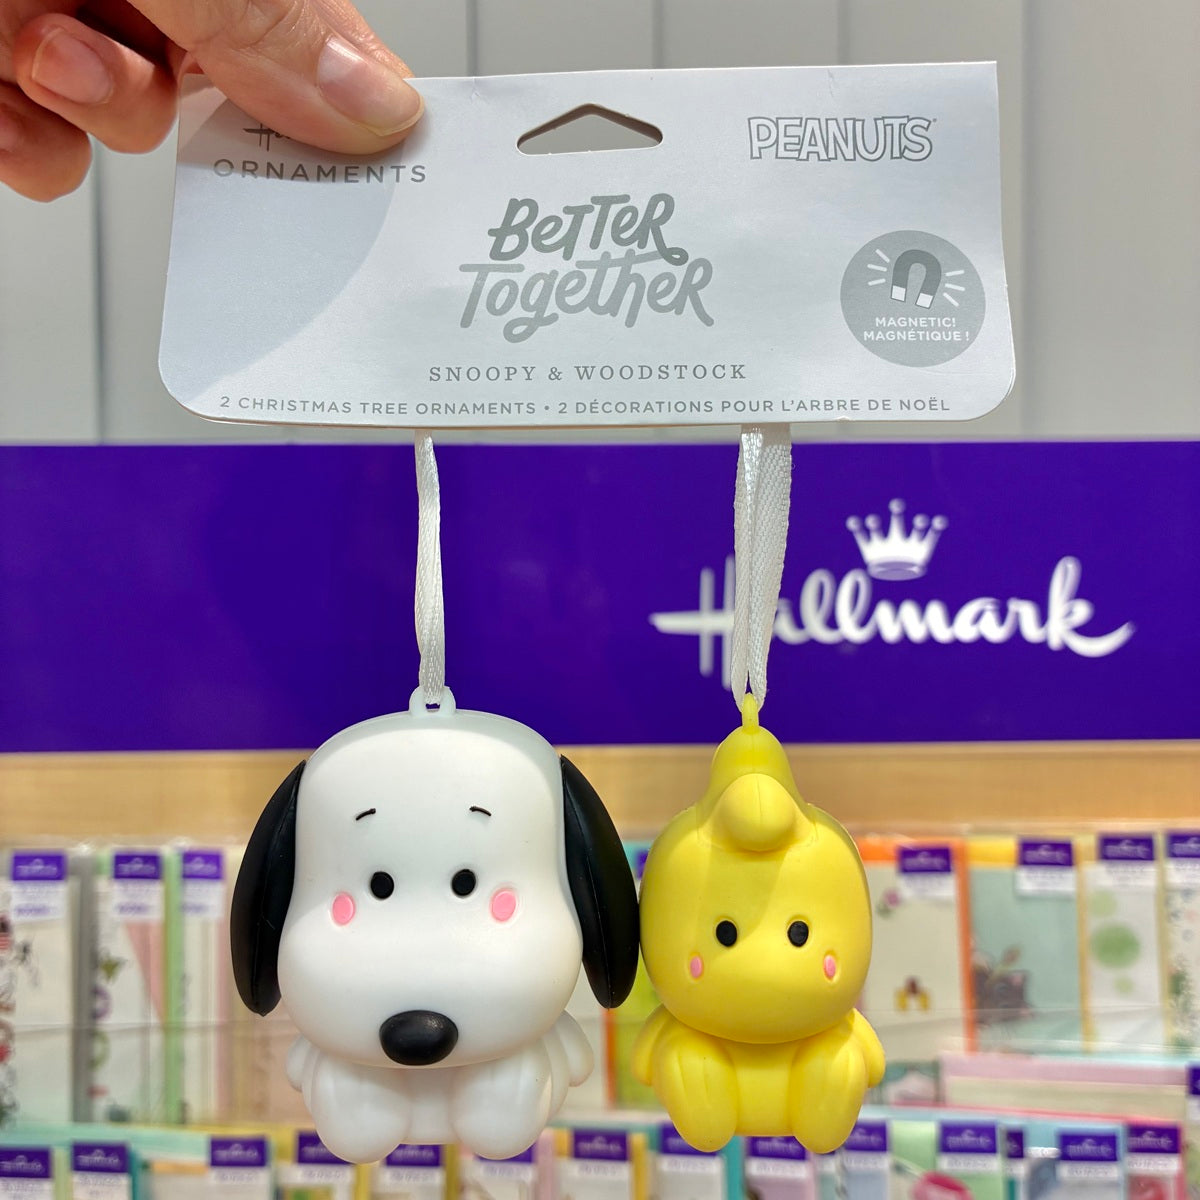 ORNAMENTS
PEANUTS
BETTER
TogetheR
MAGNETIC!
MAGNÉTIQUE!
SNOOPY & WOODSTOCK
2 CHRISTMAS TREE ORNAMENTS • 2 DÉCORATIONS POUR L'ARBRE DE NOËL
Hallmark